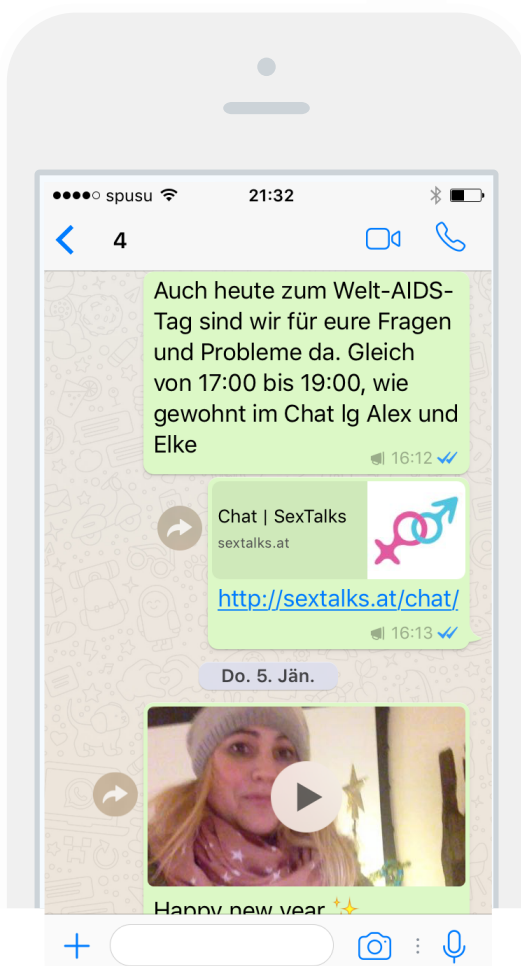 spusu
21:32
4
Auch heute zum Welt-AIDS-
Tag sind wir für eure Fragen
und Probleme da. Gleich
von 17:00 bis 19:00, wie
gewohnt im Chat lg Alex und
Elke
16:12
Chat | SexTalks
sextalks.at
http://sextalks.at/chat/
16:13
Do. 5. Jän.
Happy new year ✨